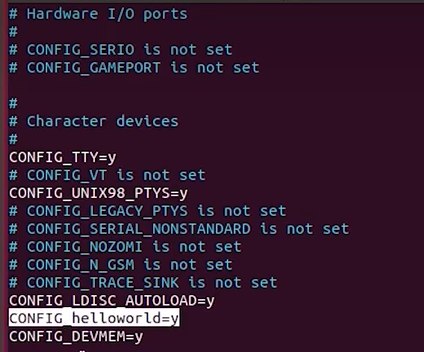 # Hardware I/O ports
#
# CONFIG_SERIO is not set
# CONFIG_GAMEPORT is not set
#
# Character devices
#
CONFIG_TTY=y
# CONFIG_VT is not set
CONFIG_UNIX98_PTYS=y
# CONFIG_LEGACY_PTYS is not set
# CONFIG_SERIAL_NONSTANDARD is not set
# CONFIG_NOZOMI is not set
# CONFIG_N_GSM is not set
# CONFIG_TRACE_SINK is not set
CONFIG_LDISC_AUTOLOAD=y
CONFIG_helloworld=y
CONFIG_DEVMEM=y